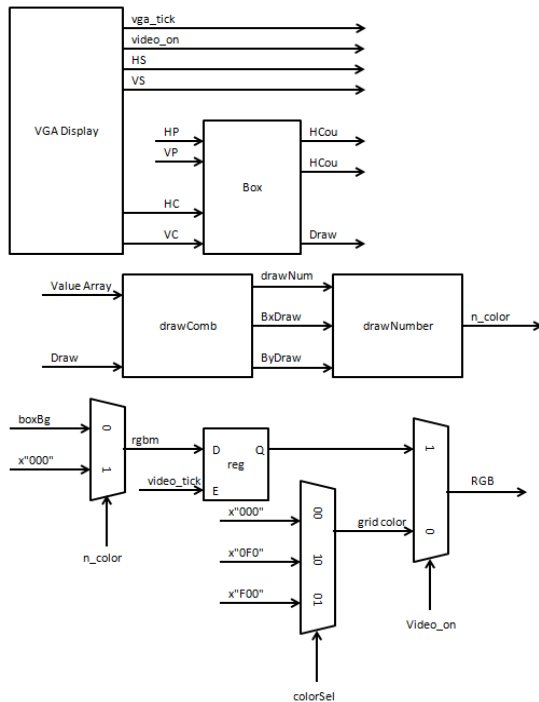 vga_tick
video_on
HS
VS
VGA Display
HP
VP
HC
VC
Box
HCou
HCou
Draw
Value Array
Draw
drawComb
drawNum
BxDraw
ByDraw
drawNumber
n_color
boxBg
x"000"
0
1
n_color
rgbm
video_tick
D
Q
reg
E
x"000"
x"0F0"
x"F00"
00
10
01
colorSel
grid color
1
0
Video_on
RGB